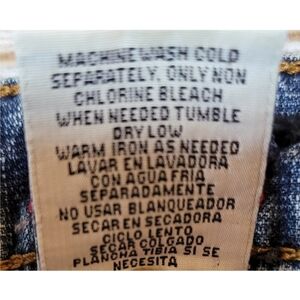 MACHINE WASH COLD
SEPARATELY. ONLY NON
CHLORINE BLEACH
WHEN NEEDED TUMBLE
DRY LOW
WARM IRON AS NEEDED
LAVAR EN LAVADORA
CON AGUA FRIA
SEPARADAMENTE
NO USAR BLANQUEADOR
SECAR EN SECADORA
CICLO LENTO
SECAR COLGADO
PLANCHA TIBIA SI SE
NECESITA